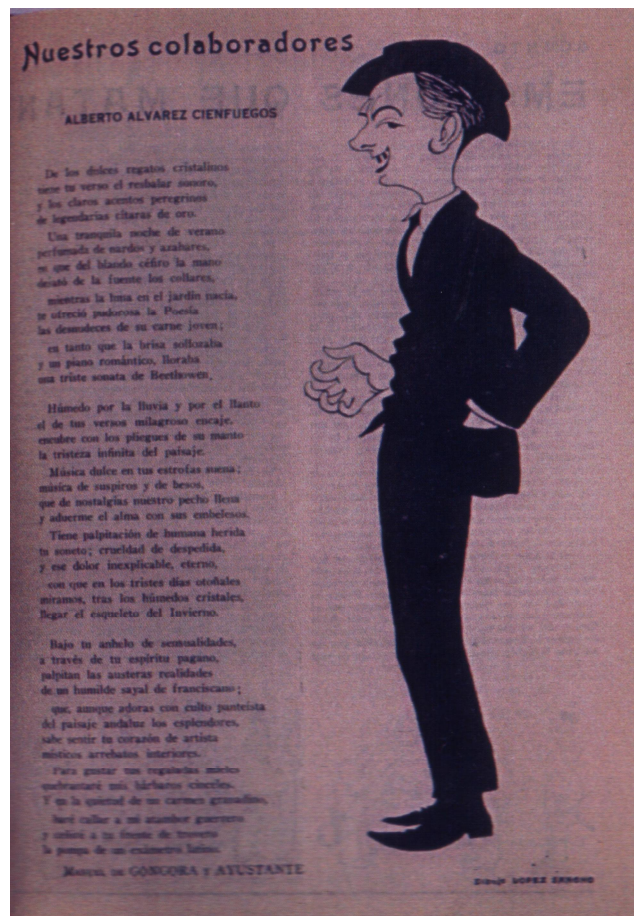 Nuestros colaboradores
ALBERTO ALVAREZ CIENFUEGOS
De los dulces regatos cristalinos
tiene tu verso el resbalar sonoro,
y los claros acentos peregrinos
de legendarias cítaras de oro.
Una tranquila noche de verano
perfumada de nardos y azahares,
en que del blando céfiro la mano
desató de la fuente los collares,
mientras la luna en el jardín nacía,
te ofreció pudorosa la Poesía
las desnudeces de su carne joven;
en tanto que la brisa sollozaba
y un piano romántico, lloraba
una triste sonata de Beethowen.
Húmedo por la lluvia y por el llanto
el de tus versos milagroso encaje,
encubre con los pliegues de su manto
la tristeza infinita del paisaje.
Música dulce en tus estrofas suena;
música de suspiros y de besos,
que de nostalgias nuestro pecho llena
y aduerme el alma con sus embelesos.
Tiene palpitación de humana herida
tu soneto; crueldad de despedida,
y ese dolor inexplicable, eterno,
con que en los tristes días otoñales
miramos, tras los húmedos cristales,
llegar el esqueleto del Invierno.
Bajo tu anhelo de sensualidades,
a través de tu espíritu pagano,
palpitan las austeras realidades
de un humilde sayal de franciscano;
que, aunque adoras con culto panteísta
del paisaje andaluz los esplendores,
sabe sentir tu corazón de artista
místicos arrebatos interiores.
Para gustar tus regaladas mieles
quebrantaré mis bárbaros cinceles.
Y en la quietud de un carmen granadino,
haré callar a mi atambor guerrero
y ceñiré a tu frente de
la pompa de un exámetro latino.
MANUEL DE GÓNGORA Y AYUSTANTE
Dibujo LOPEZ SANCHO